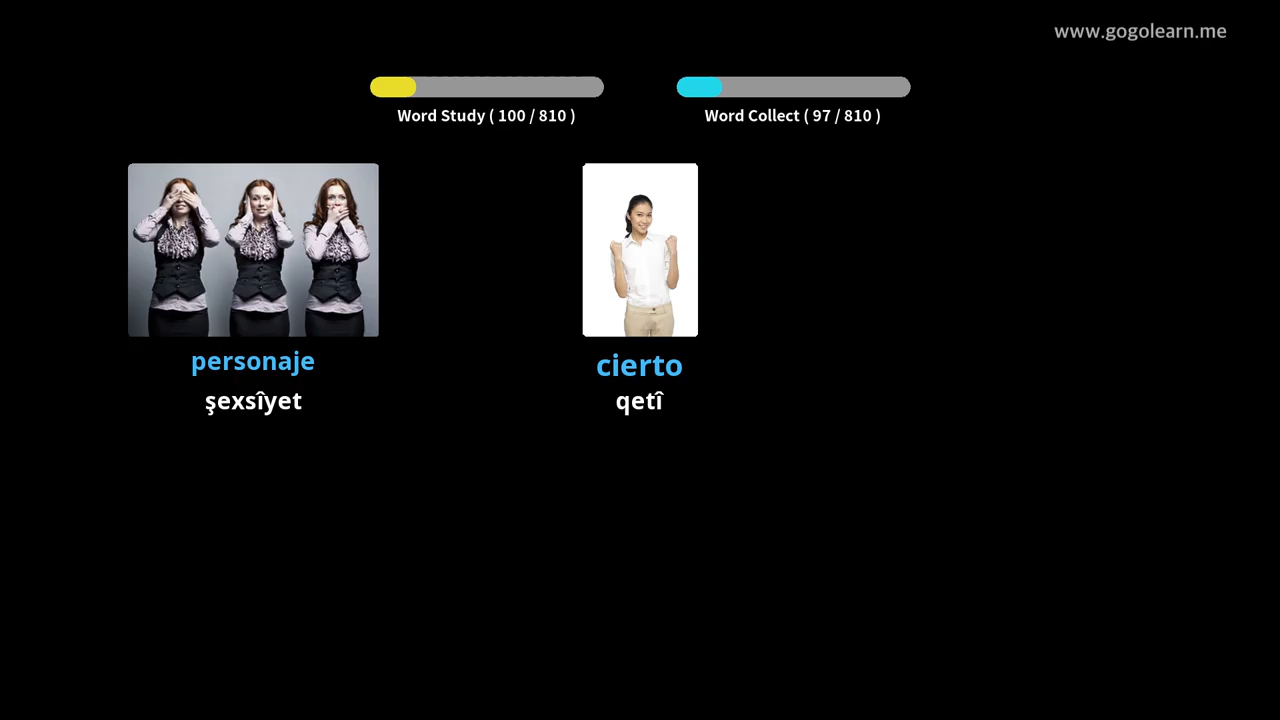 www.gogolearn.me
Word Study ( 100 / 810 )
Word Collect ( 97 / 810 )
personaje
cierto
şexsîyet
qetî